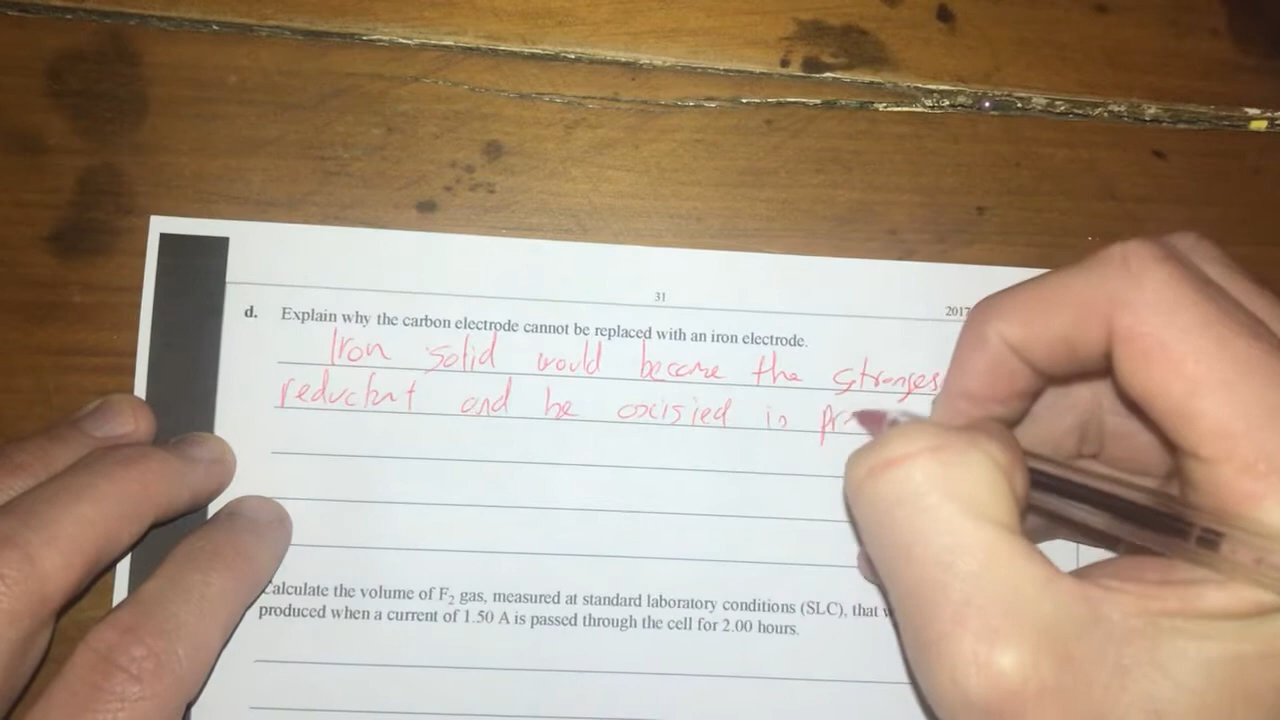 31
2017
d. Explain why the carbon electrode cannot be replaced with an iron electrode.
Iron solid would become the stronges
reductant and be oxcisied in pr
Calculate the volume of F₂ gas, measured at standard laboratory conditions (SLC), that
produced when a current of 1.50 A is passed through the cell for 2.00 hours.